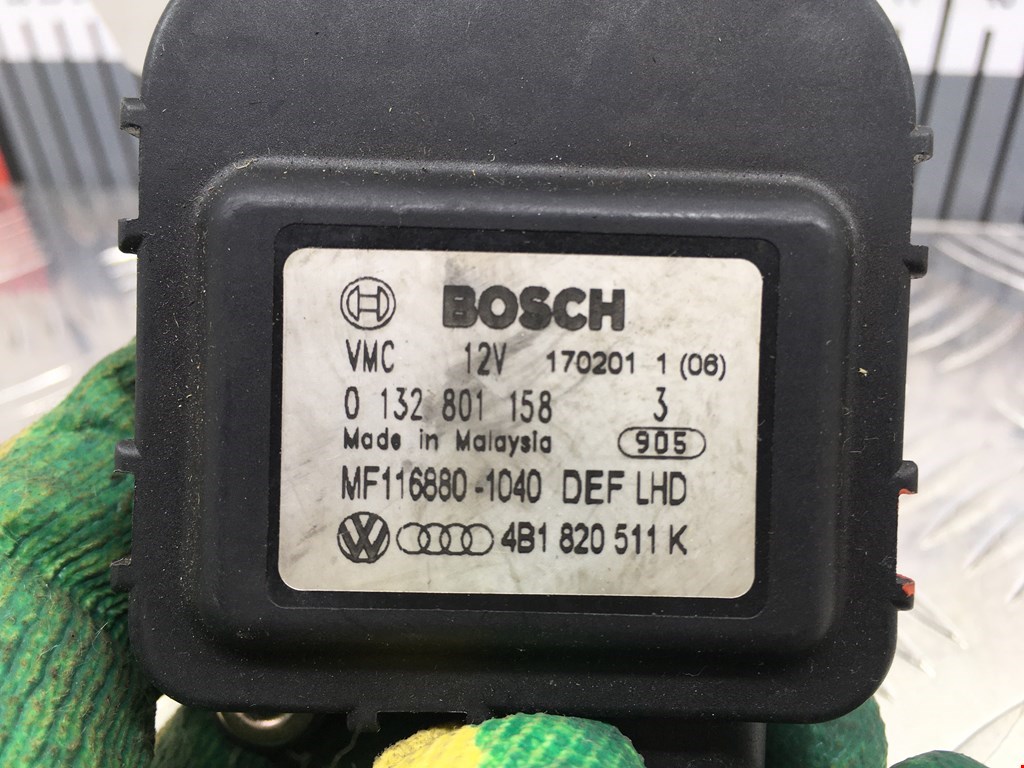 BOSCH
VMC 12V 170201 1 (06)
0 132 801 158 3
Made in Malaysia 905
MF116880-1040 DEF LHD
4B1 820 511 K